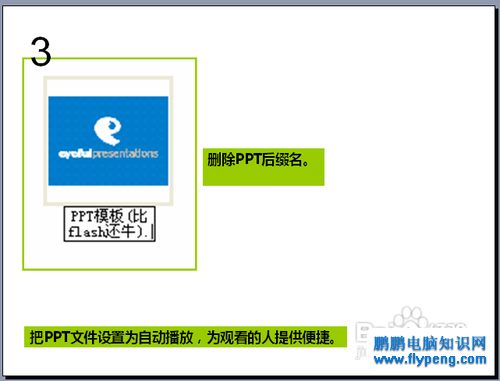 3
eyefulpresentations
删除PPT后缀名。
PPT模板(比
flash还牛).
把PPT文件设置为自动播放，为观看的人提供便捷。
Bai
鹏鹏电脑知识网
www.flypeng.com